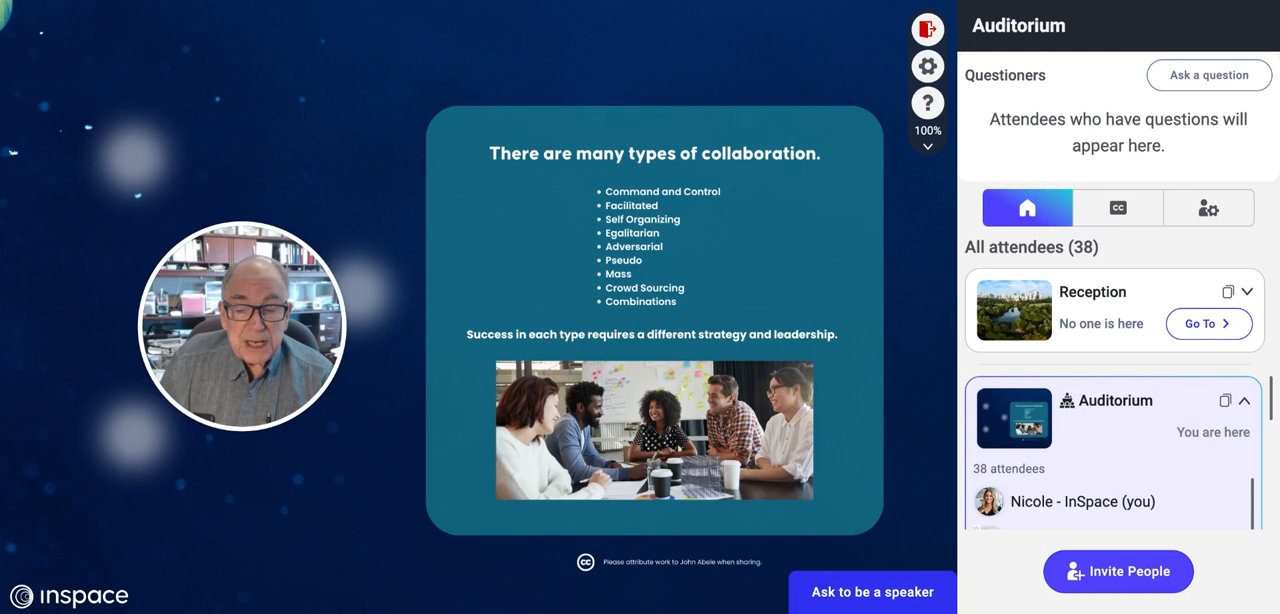 There are many types of collaboration.
• Command and Control
• Facilitated
• Self Organizing
• Egalitarian
• Adversarial
• Pseudo
• Mass
• Crowd Sourcing
• Combinations
Success in each type requires a different strategy and leadership.
CC
Please attribute work to John Abele when sharing.
inspace
Ask to be a speaker
?
100%
Auditorium
Questioners
Ask a question
Attendees who have questions will
appear here.
CC
All attendees (38)
Reception
No one is here
Go To
Auditorium
You are here
38 attendees
Nicole - InSpace (you)
Invite People